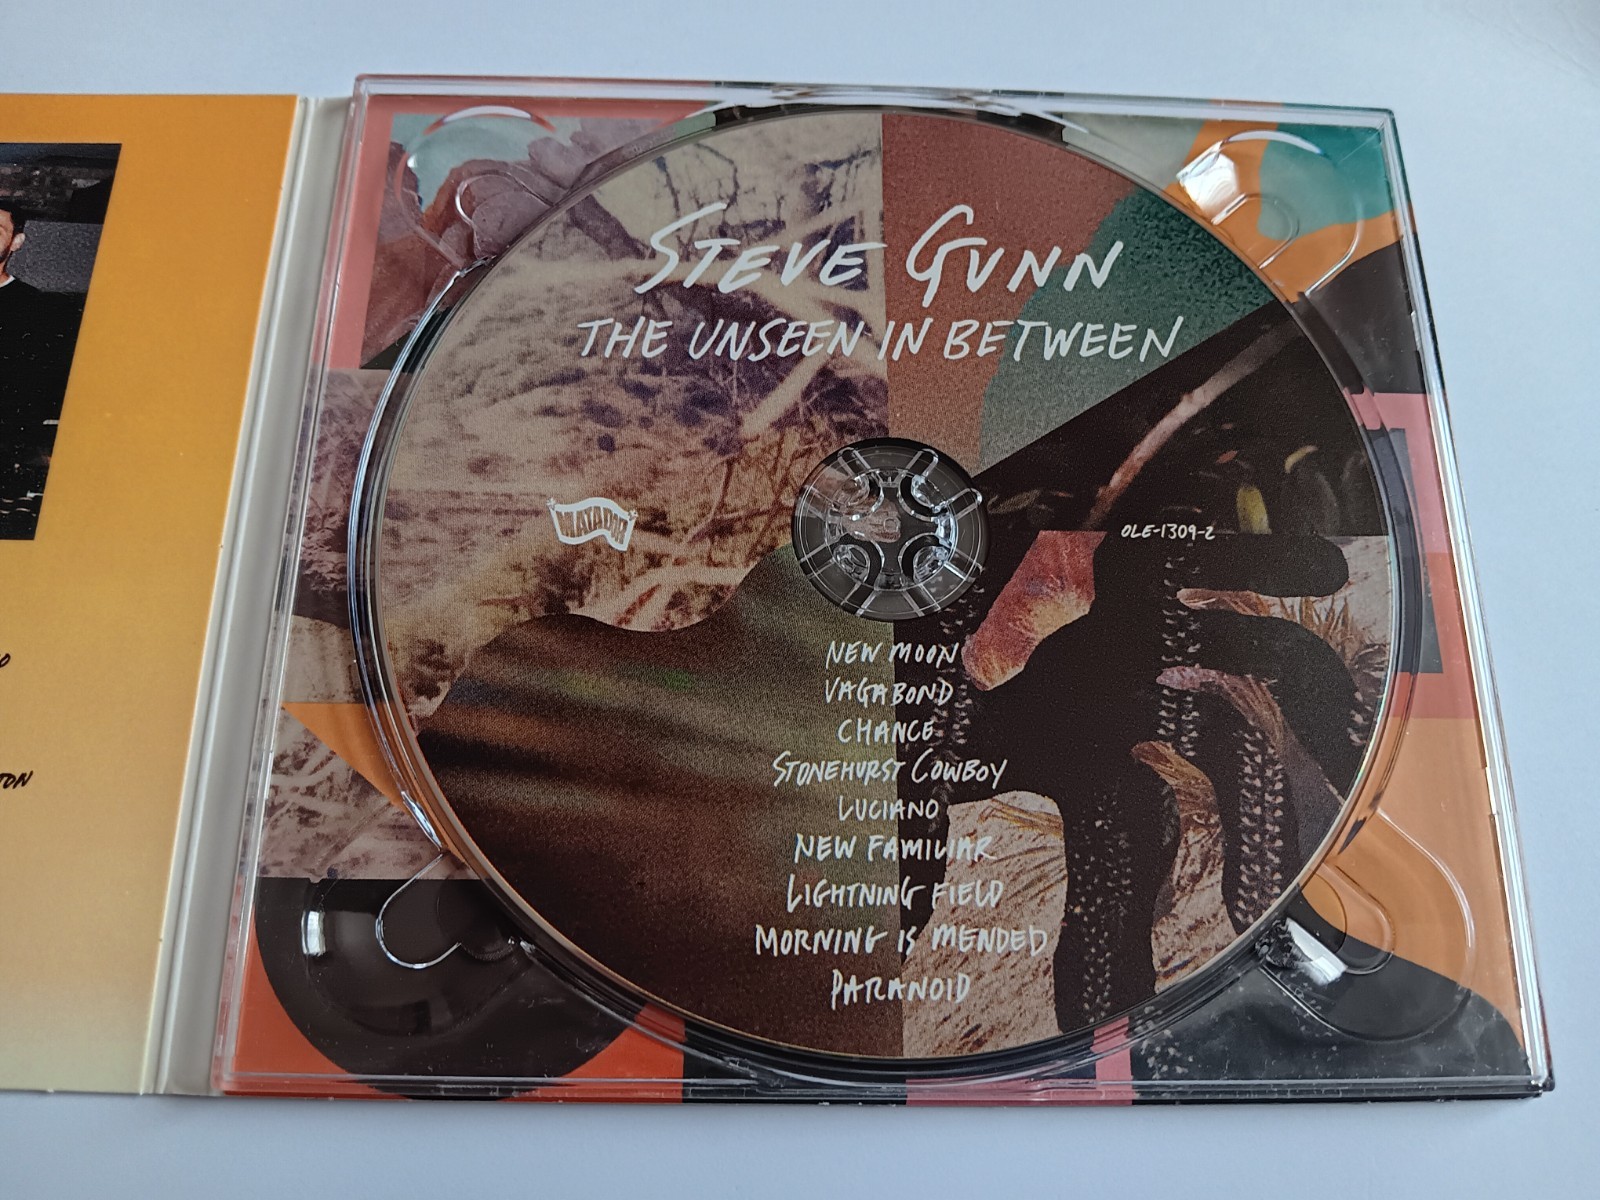 STEVE GUNN
THE UNSEEN IN BETWEEN
MATADOR
OLE-1309-2
NEW MOON
VAGABOND
CHANCE
STONEHURST COWBOY
LUCIANO
NEW FAMILIAR
LIGHTNING FIELD
MORNING IS MENDED
PARANOID